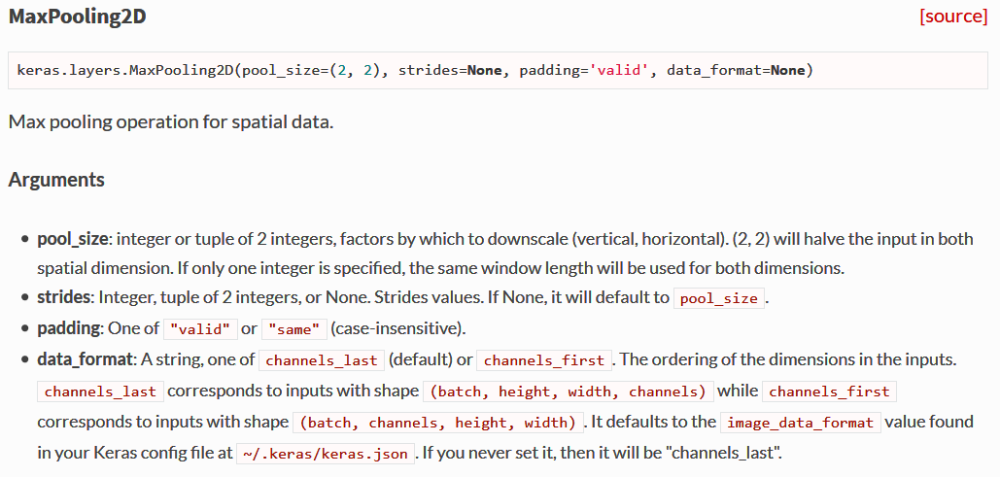 MaxPooling2D [source]
keras.layers.MaxPooling2D(pool_size=(2, 2), strides=None, padding='valid', data_format=None)
Max pooling operation for spatial data.
Arguments
• pool_size: integer or tuple of 2 integers, factors by which to downscale (vertical, horizontal). (2, 2) will halve the input in both
spatial dimension. If only one integer is specified, the same window length will be used for both dimensions.
• strides: Integer, tuple of 2 integers, or None. Strides values. If None, it will default to pool_size.
• padding: One of "valid" or "same" (case-insensitive).
• data_format: A string, one of channels_last (default) or channels_first. The ordering of the dimensions in the inputs.
channels_last corresponds to inputs with shape (batch, height, width, channels) while channels_first
corresponds to inputs with shape (batch, channels, height, width). It defaults to the image_data_format value found
in your Keras config file at ~/.keras/keras.json. If you never set it, then it will be "channels_last".